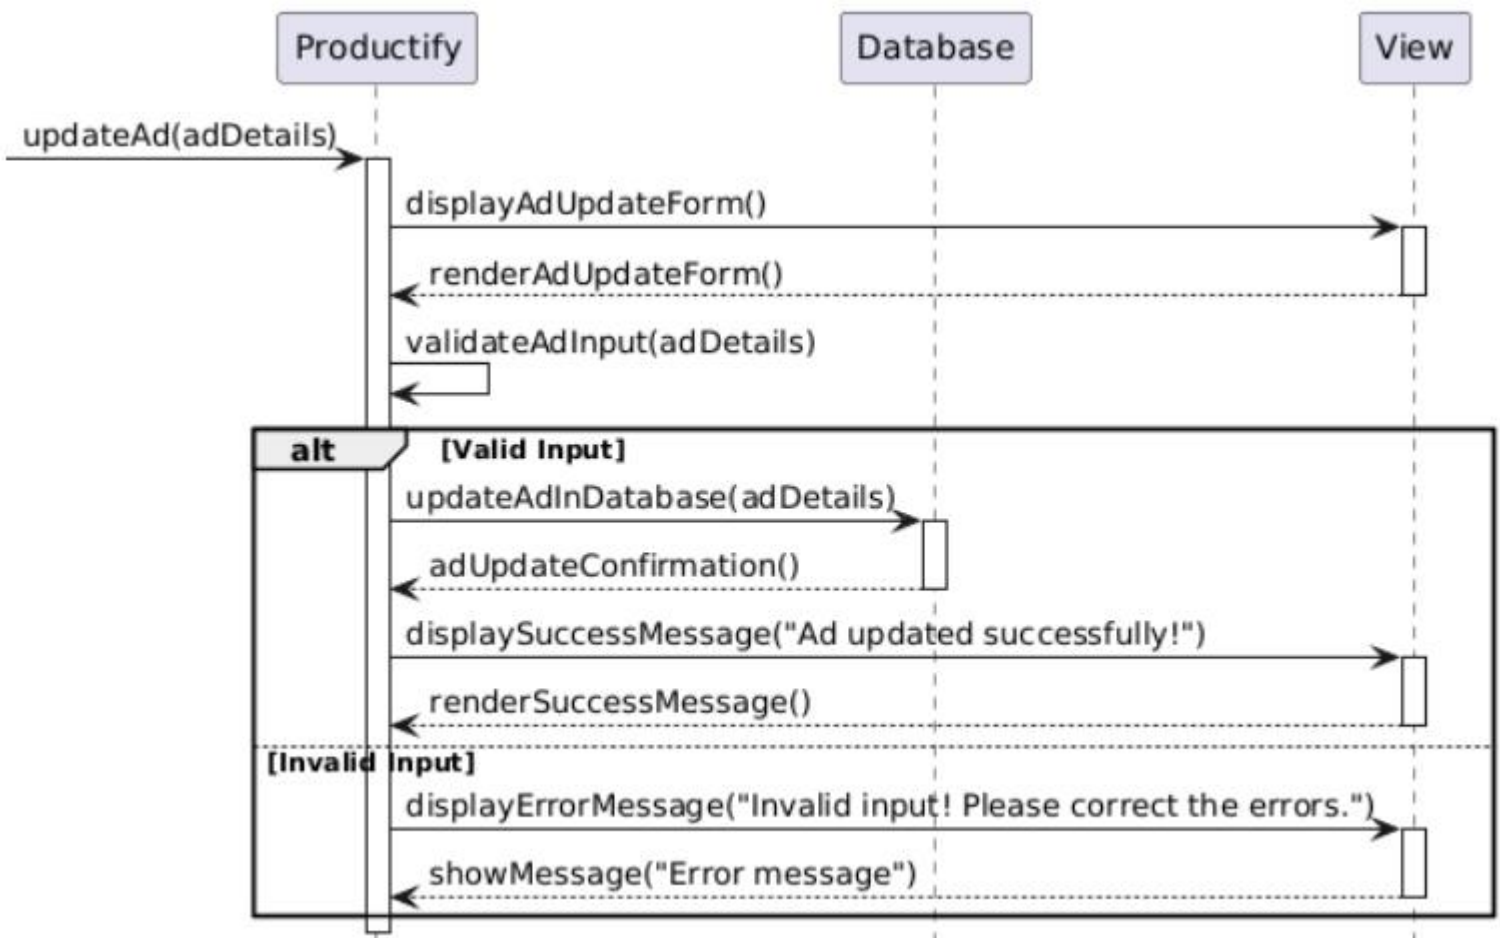 Productify
Database
View
updateAd(adDetails)
displayAdUpdateForm()
renderAdUpdateForm()
validateAdInput(adDetails)
alt
[Valid Input]
updateAdInDatabase(adDetails)
adUpdateConfirmation()
displaySuccessMessage("Ad updated successfully!")
renderSuccessMessage()
[Invalid Input]
displayErrorMessage("Invalid input! Please correct the errors.")
showMessage("Error message")